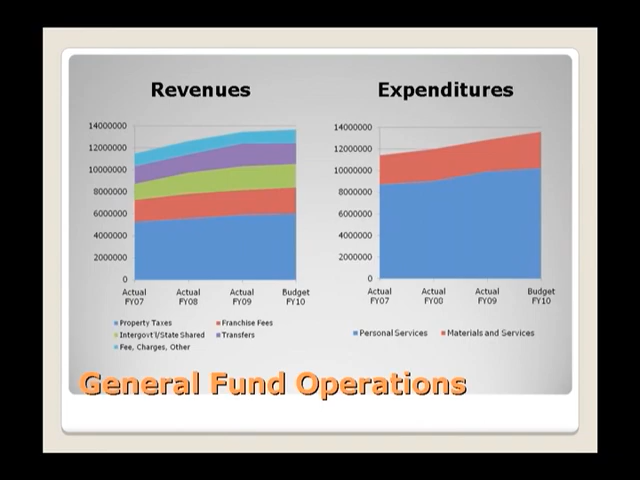 Revenues
14000000
12000000
10000000
8000000
6000000
4000000
2000000
0
Actual FY07
Actual FY08
Actual FY09
Budget FY10
Property Taxes
Franchise Fees
Intergovt'l/State Shared
Transfers
Fee, Charges, Other
Expenditures
14000000
12000000
10000000
8000000
6000000
4000000
2000000
0
Actual FY07
Actual FY08
Actual FY09
Budget FY10
Personal Services
Materials and Services
General Fund Operations